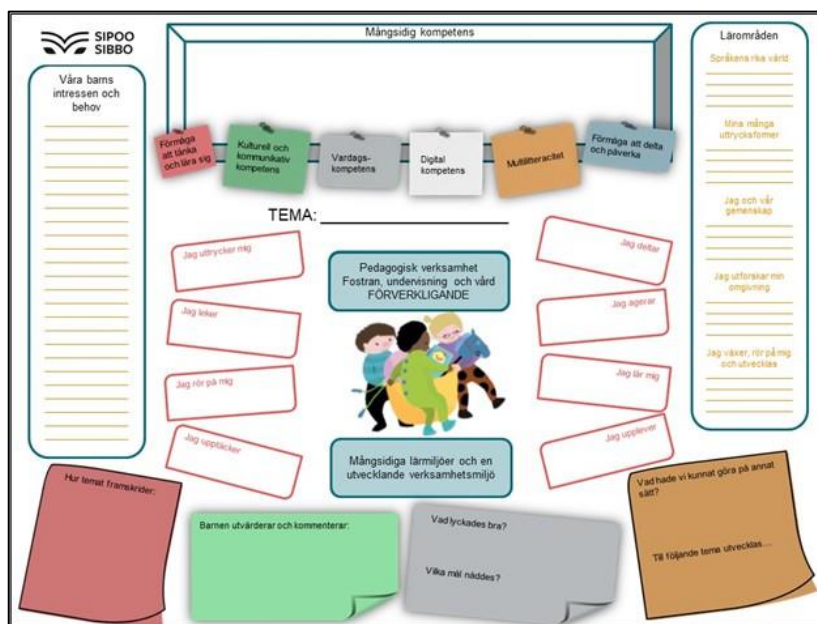 SIPOO
SIBBO
Våra barns
intressen och
behov
Mångsidig kompetens
Förmåga
att tänka
och lära sig
Kulturell och
kommunikativ
kompetens
Vardags-
kompetens
Digital
kompetens
Multilitteracitet
Förmåga att delta
och påverka
Lärområden
Språkens rika värld
Mina många
uttrycksformer
Jag och vår
gemenskap
Jag utforskar min
omgivning
Jag växer, rör på mig
och utvecklas
TEMA:
Jag uttrycker mig
Jag leker
Jag rör på mig
Jag upptäcker
Pedagogisk verksamhet
Fostran, undervisning och vård
FÖRVERKLIGANDE
Mångsidiga lärmiljöer och en
utvecklande verksamhetsmiljö
Jag deltar
Jag agerar
Jag lär mig
Jag upplever
Hur temat framskrider:
Barnen utvärderar och kommenterar:
Vad lyckades bra?
Vilka mål nåddes?
Vad hade vi kunnat göra på annat
sätt?
Till följande tema utvecklas…